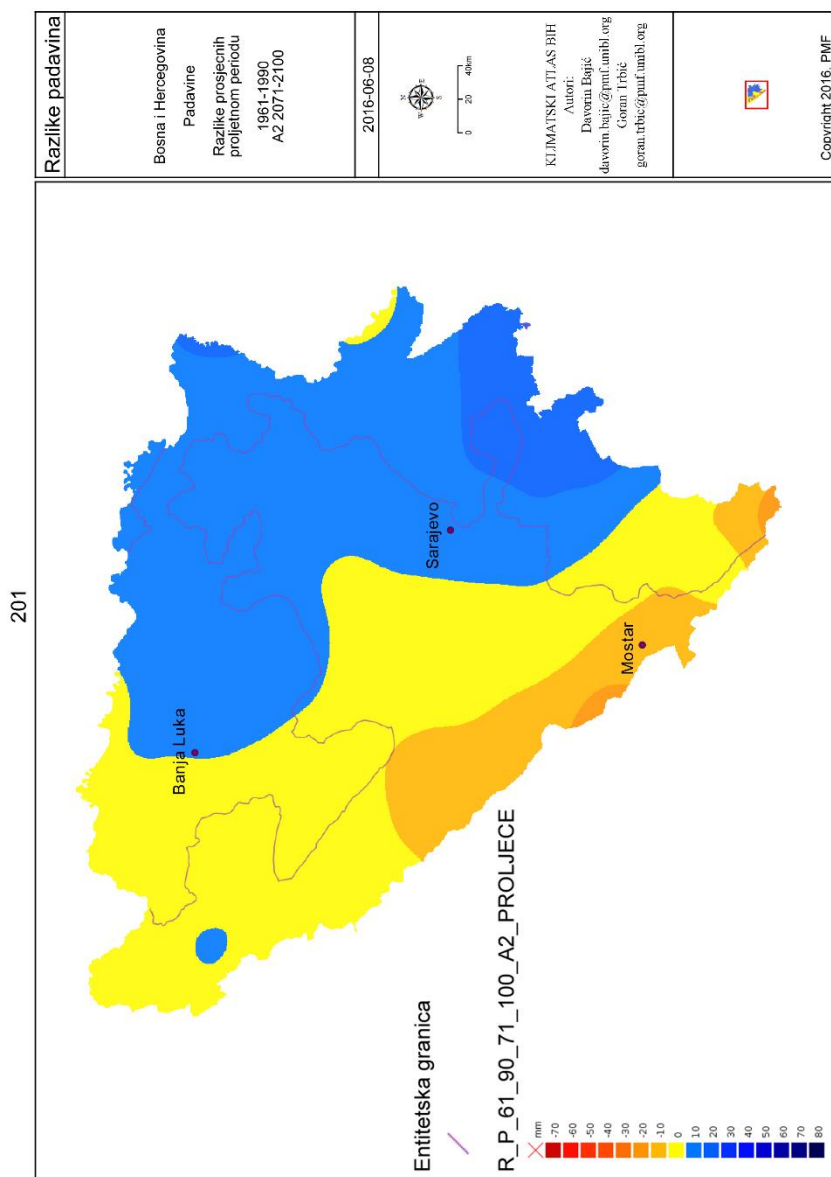 201
Razlike padavina
Bosna i Hercegovina
Padavine
Razlike prosjecnih
proljetnom periodu
1961-1990
A2 2071-2100
2016-06-08
N
W
E
S
0 20 40km
KLIMATSKI ATLAS BIH
Autori:
Davorin Bajić
davorin.bajic@pmf.unibl.org
Goran Trbić
goran.trbic@pmf.unibl.org
Copyright 2016. PMF
Banja Luka
Sarajevo
Mostar
Entitetska granica
R_P_61_90_71_100_A2_PROLJECE
mm
-70
-60
-50
-40
-30
-20
-10
0
10
20
30
40
50
60
70
80